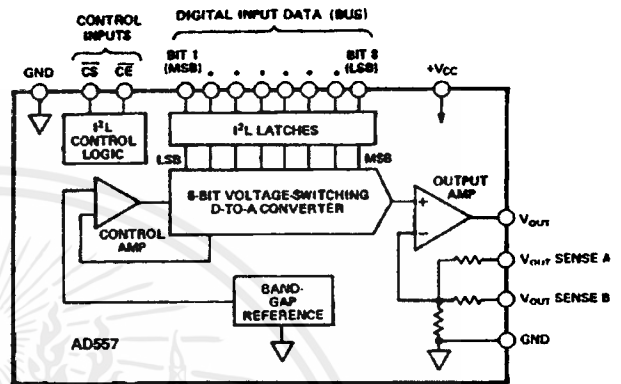 CONTROL
INPUTS
DIGITAL INPUT DATA (BUS)
GND
CS
CE
BIT 1
(MSB)
BIT 8
(LSB)
+VCC
I²L
CONTROL
LOGIC
I²L LATCHES
LSB
MSB
8-BIT VOLTAGE-SWITCHING
D-TO-A CONVERTER
CONTROL
AMP
OUTPUT
AMP
+
−
VOUT
VOUT SENSE A
VOUT SENSE B
GND
BAND-
GAP
REFERENCE
AD557